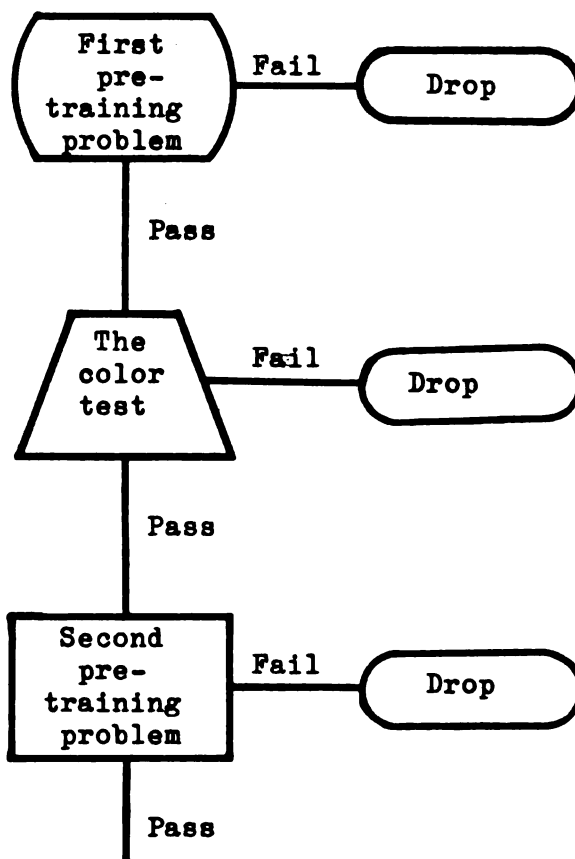 First
pre-
training
problem
Fail
Drop
Pass
The
color
test
Fail
Drop
Pass
Second
pre-
training
problem
Fail
Drop
Pass